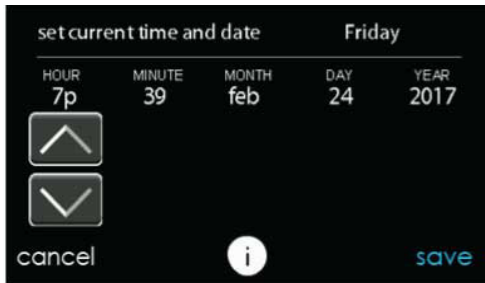 set current time and date Friday
HOUR MINUTE MONTH DAY YEAR
7p 39 feb 24 2017
cancel i save